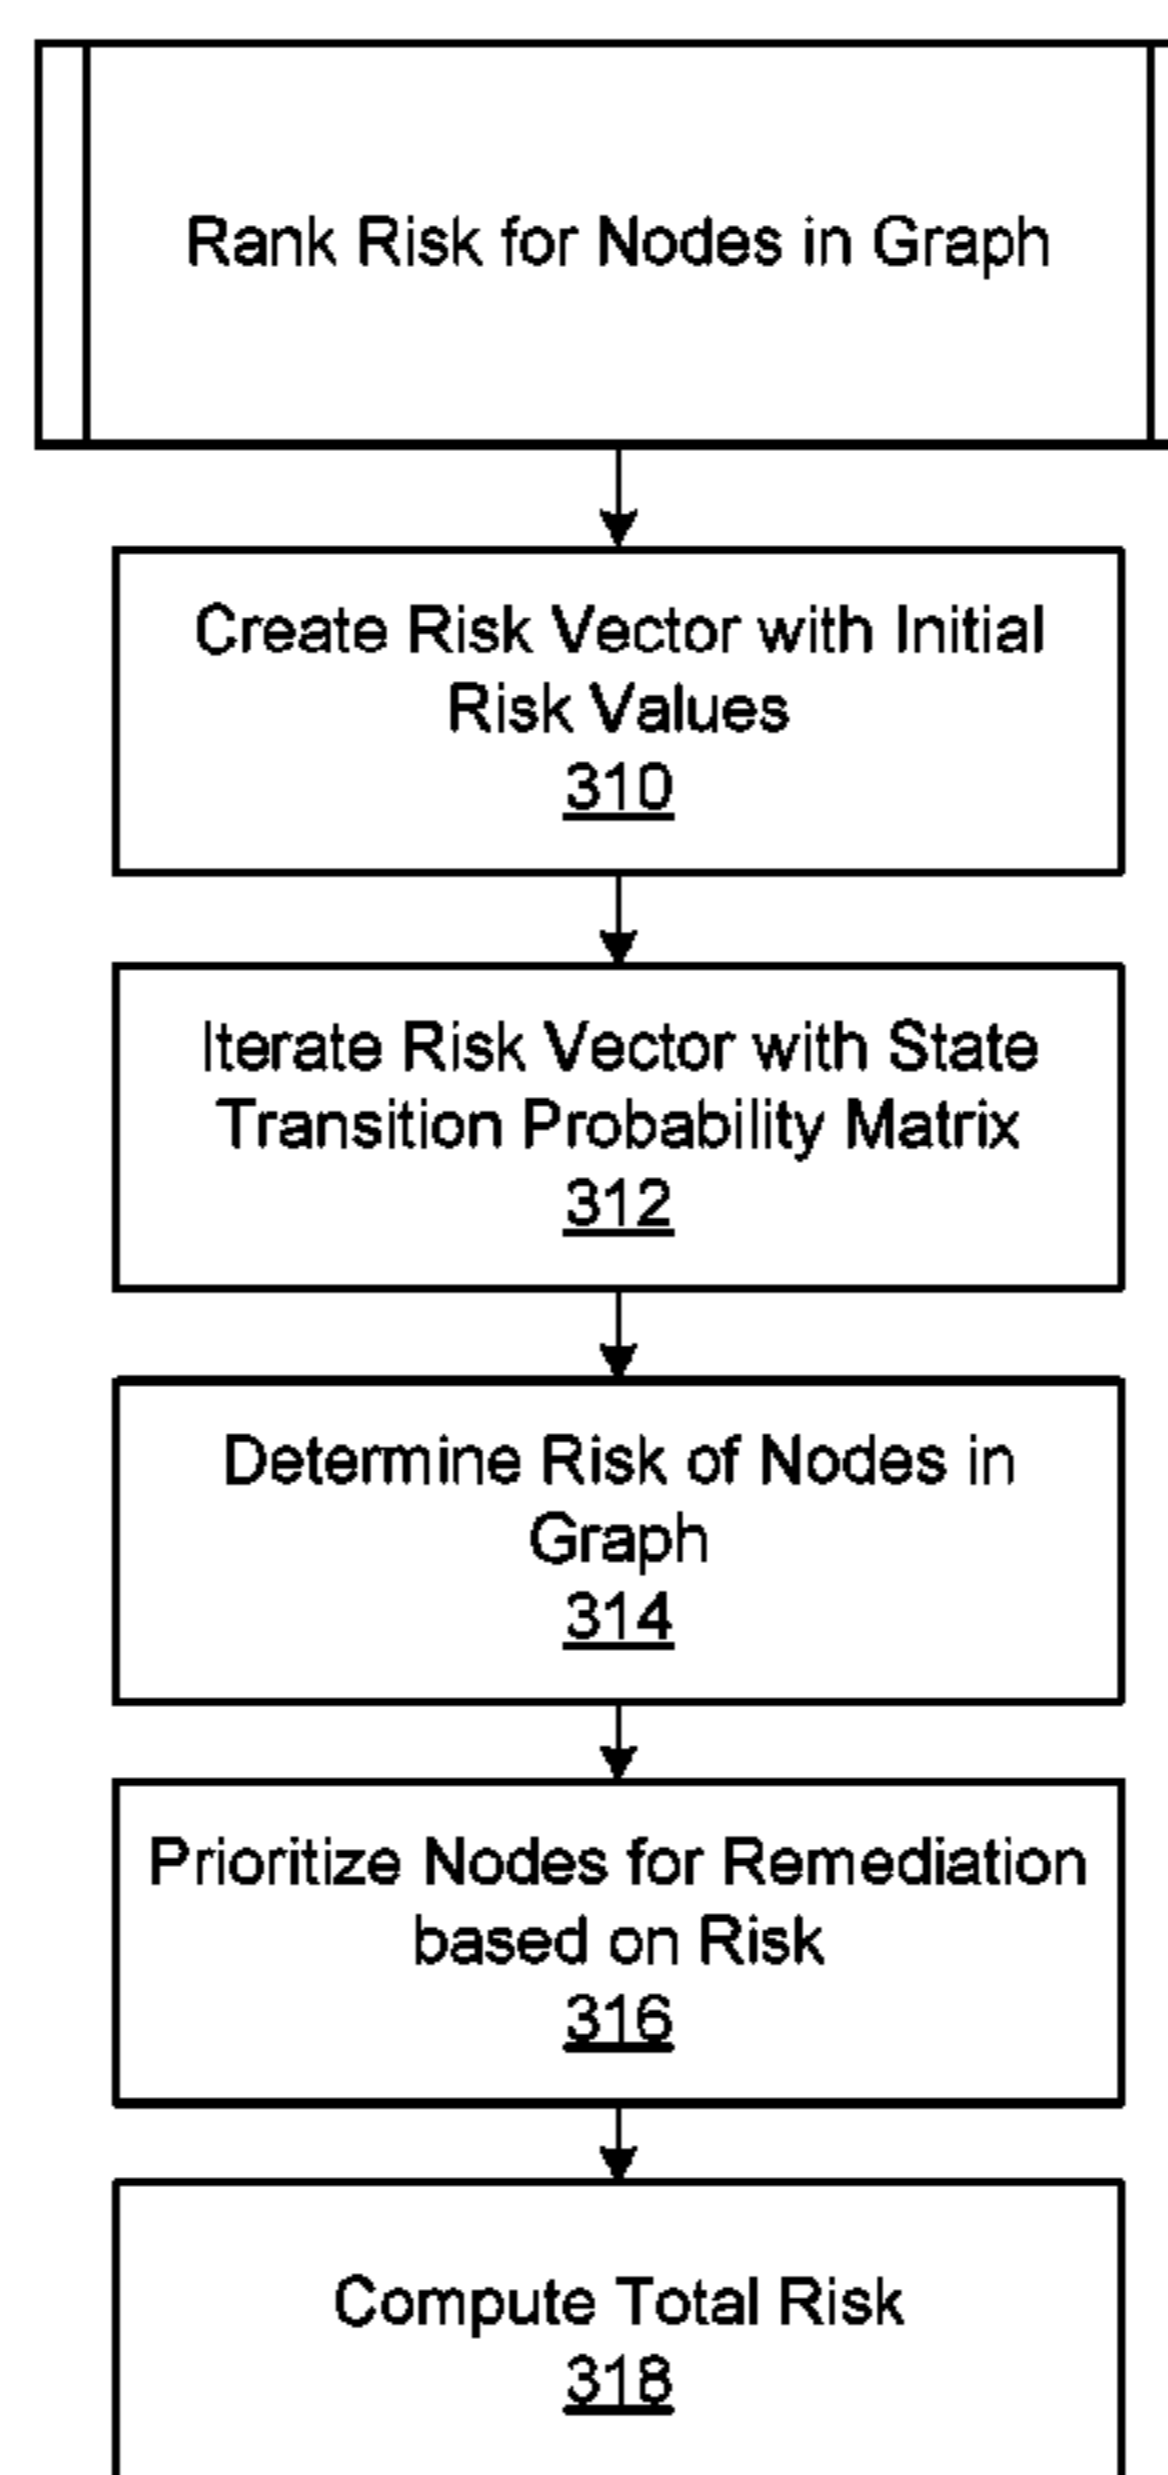 Rank Risk for Nodes in Graph
Create Risk Vector with Initial
Risk Values
310
Iterate Risk Vector with State
Transition Probability Matrix
312
Determine Risk of Nodes in
Graph
314
Prioritize Nodes for Remediation
based on Risk
316
Compute Total Risk
318